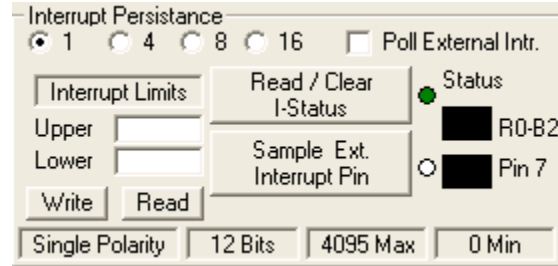 Interrupt Persistance
1 4 8 16 Poll External Intr.
Interrupt Limits
Read / Clear
I-Status
Status
Upper
R0-B2
Lower
Sample Ext.
Interrupt Pin
Pin 7
Write Read
Single Polarity 12 Bits 4095 Max 0 Min